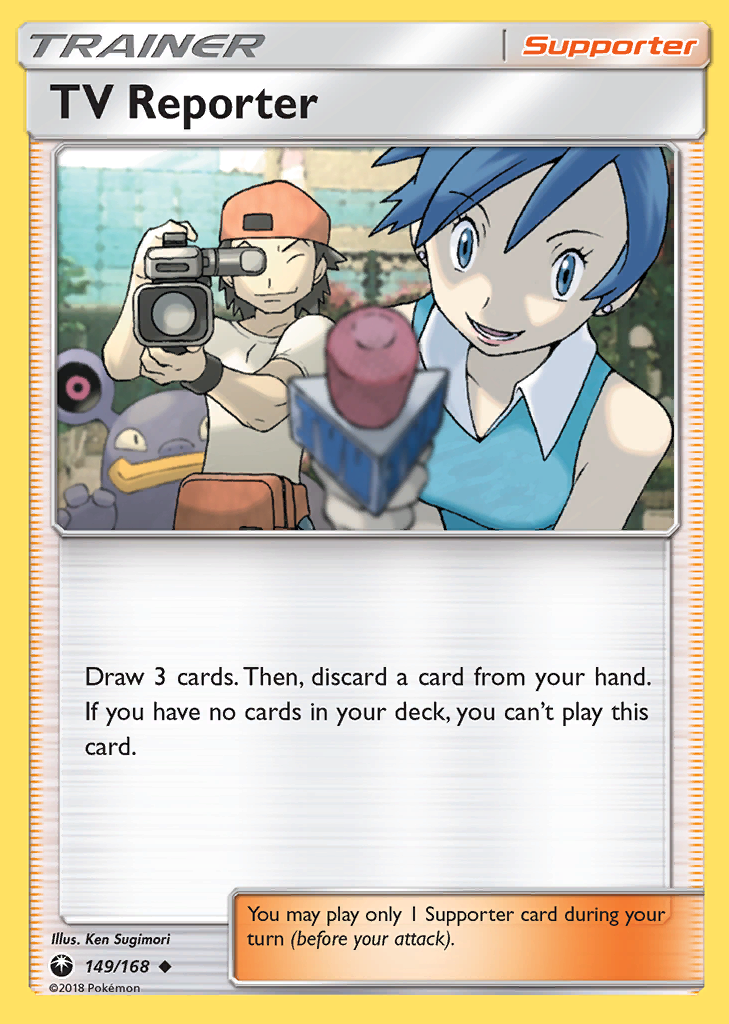 TRAINER
Supporter
TV Reporter
Draw 3 cards. Then, discard a card from your hand.
If you have no cards in your deck, you can't play this
card.
You may play only 1 Supporter card during your
turn (before your attack).
Illus. Ken Sugimori
149/168
©2018 Pokémon